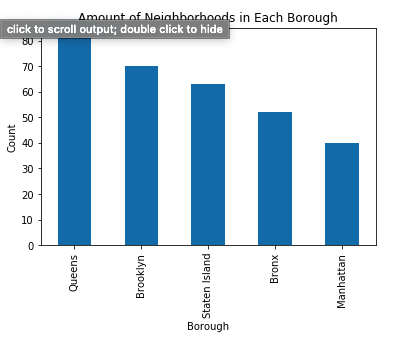 Amount of Neighborhoods in Each Borough
click to scroll output; double click to hide
80
70
60
50
40
30
20
10
0
Count
Queens
Brooklyn
Staten Island
Bronx
Manhattan
Borough